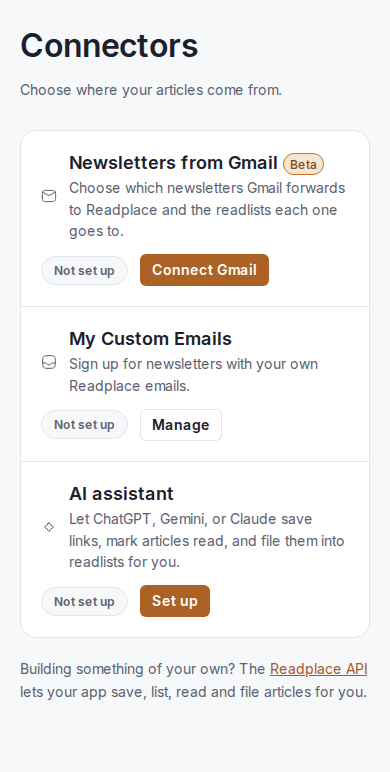 Connectors
Choose where your articles come from.
Newsletters from Gmail Beta
Choose which newsletters Gmail forwards
to Readplace and the readlists each one
goes to.
Not set up Connect Gmail
My Custom Emails
Sign up for newsletters with your own
Readplace emails.
Not set up Manage
AI assistant
Let ChatGPT, Gemini, or Claude save
links, mark articles read, and file them into
readlists for you.
Not set up Set up
Building something of your own? The Readplace API
lets your app save, list, read and file articles for you.